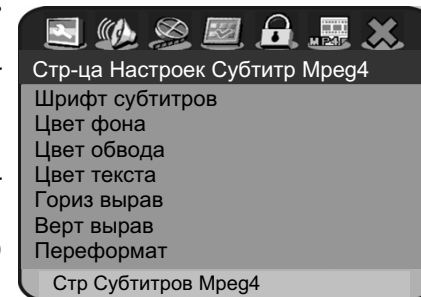 MPEG4
Стр-ца Настроек Субтитр Mpeg4
Шрифт субтитров
Цвет фона
Цвет обвода
Цвет текста
Гориз вырав
Верт вырав
Переформат
Стр Субтитров Mpeg4